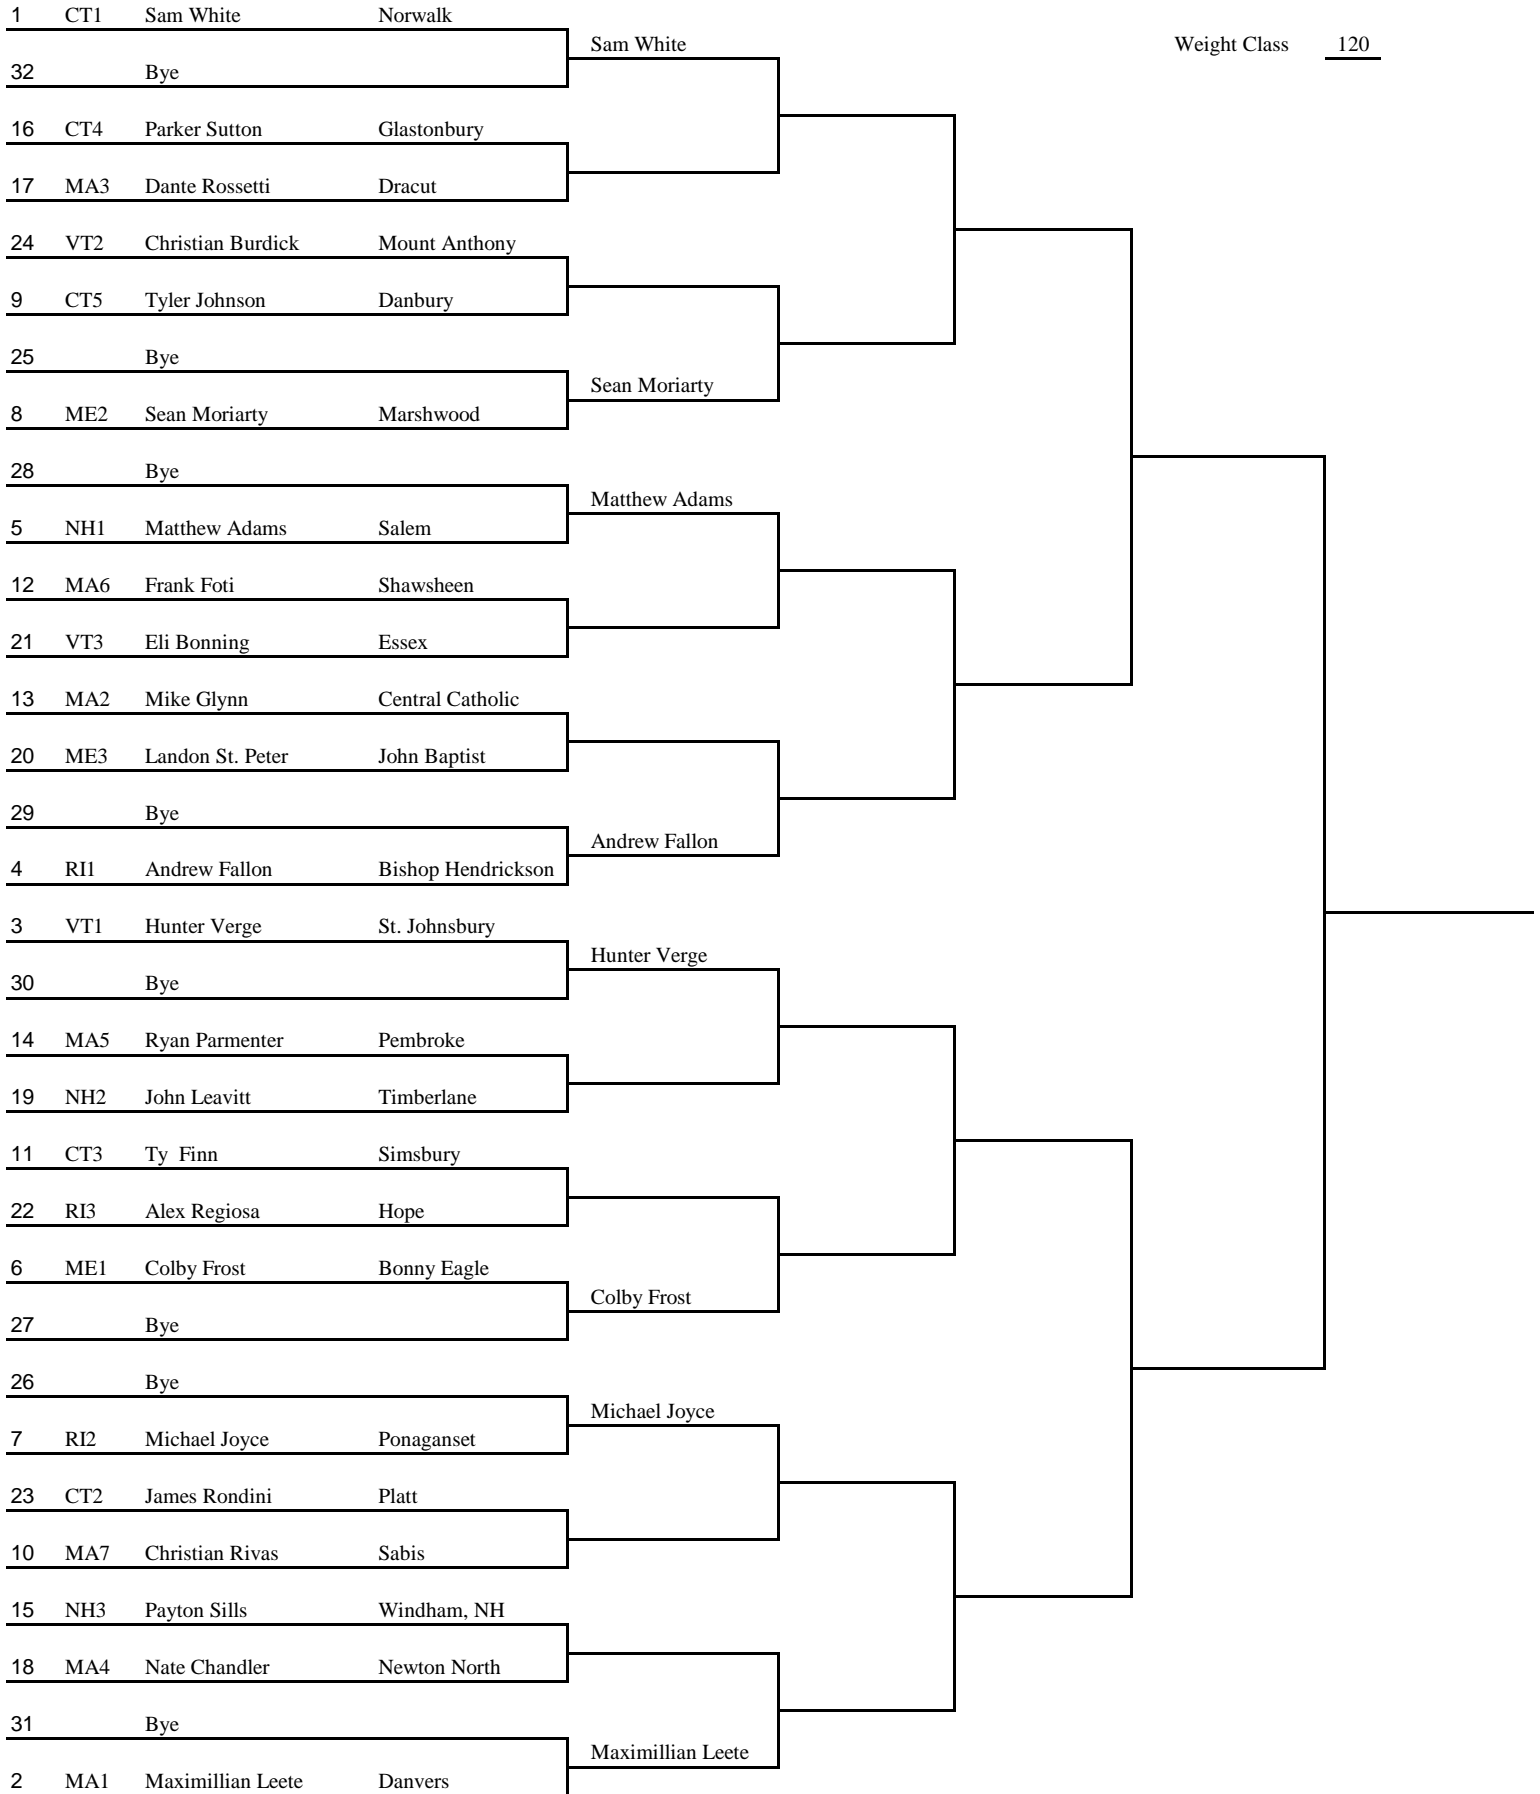 1 CT1 Sam White Norwalk
Sam White
Weight Class 120
32 Bye
16 CT4 Parker Sutton Glastonbury
17 MA3 Dante Rossetti Dracut
24 VT2 Christian Burdick Mount Anthony
9 CT5 Tyler Johnson Danbury
25 Bye
Sean Moriarty
8 ME2 Sean Moriarty Marshwood
28 Bye
Matthew Adams
5 NH1 Matthew Adams Salem
12 MA6 Frank Foti Shawsheen
21 VT3 Eli Bonning Essex
13 MA2 Mike Glynn Central Catholic
20 ME3 Landon St. Peter John Baptist
29 Bye
Andrew Fallon
4 RI1 Andrew Fallon Bishop Hendrickson
3 VT1 Hunter Verge St. Johnsbury
Hunter Verge
30 Bye
14 MA5 Ryan Parmenter Pembroke
19 NH2 John Leavitt Timberlane
11 CT3 Ty Finn Simsbury
22 RI3 Alex Regiosa Hope
6 ME1 Colby Frost Bonny Eagle
Colby Frost
27 Bye
26 Bye
Michael Joyce
7 RI2 Michael Joyce Ponaganset
23 CT2 James Rondini Platt
10 MA7 Christian Rivas Sabis
15 NH3 Payton Sills Windham, NH
18 MA4 Nate Chandler Newton North
31 Bye
Maximillian Leete
2 MA1 Maximillian Leete Danvers